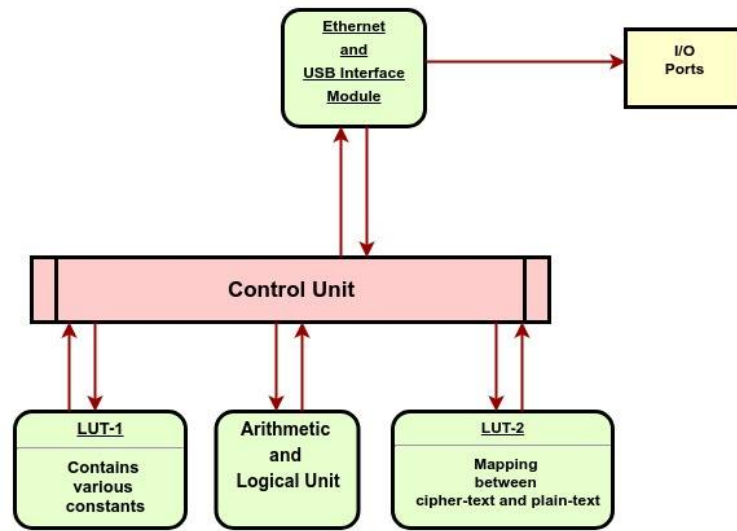 Ethernet
and
USB Interface
Module
I/O
Ports
Control Unit
LUT-1
Contains
various
constants
Arithmetic
and
Logical Unit
LUT-2
Mapping
between
cipher-text and plain-text